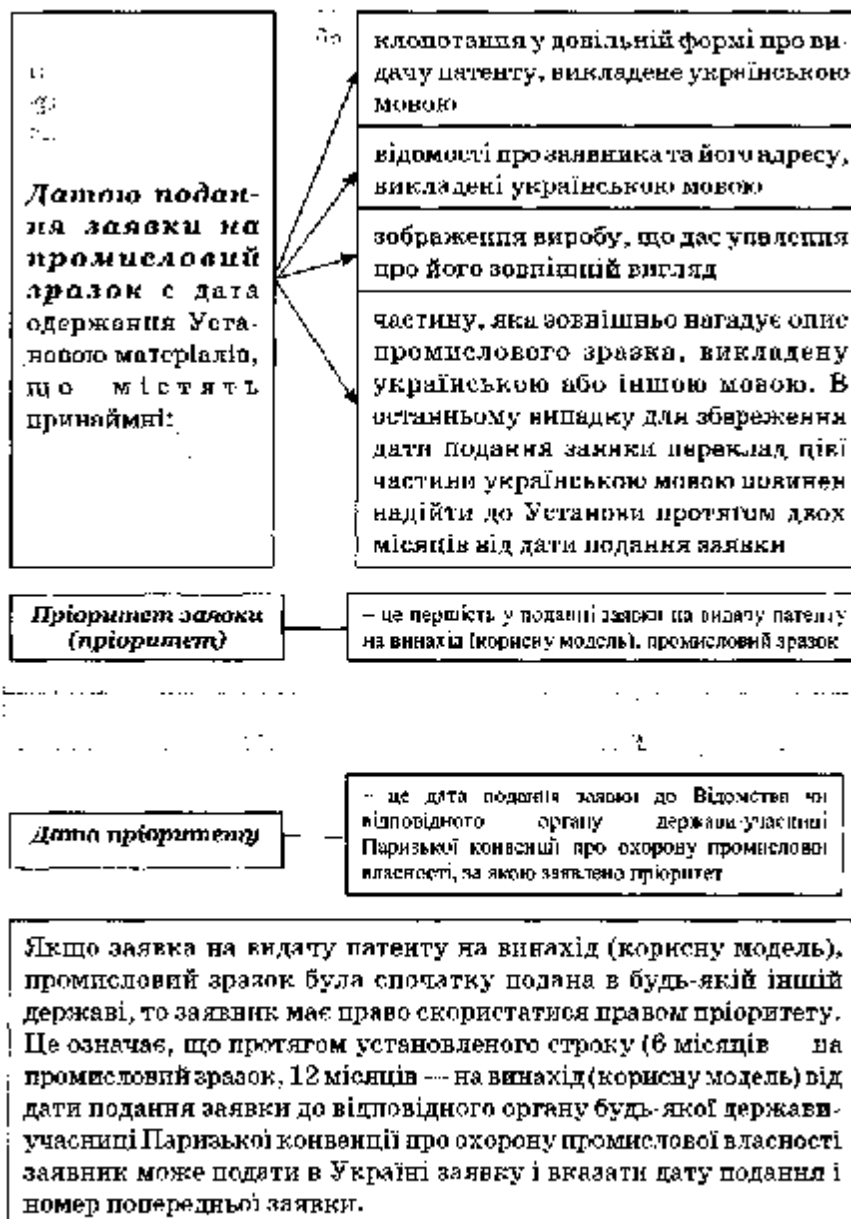 Датою подан-
ня заявки на
промисловий
зразок є дата
одержання Уста-
новою матеріалів,
що містять
принаймні:
клопотання у довільній формі про ви-
дачу патенту, викладене українською
мовою
відомості про заявника та його адресу,
викладені українською мовою
зображення виробу, що дає уявлення
про його зовнішній вигляд
частину, яка зовнішньо нагадує опис
промислового зразка, викладену
українською або іншою мовою. В
останньому випадку для збереження
дати подання заявки переклад цієї
частини українською мовою повинен
надійти до Установи протягом двох
місяців від дати подання заявки
Пріоритет заявки
(пріоритет)
– це першість у поданні заявки на видачу патенту
на винахід (корисну модель), промисловий зразок
Дата пріоритету
– це дата подання заявки до Відомства чи
відповідного органу держави-учасниці
Паризької конвенції про охорону промислової
власності, за якою заявлено пріоритет
Якщо заявка на видачу патенту на винахід (корисну модель),
промисловий зразок була спочатку подана в будь-якій іншій
державі, то заявник має право скористатися правом пріоритету.
Це означає, що протягом установленого строку (6 місяців на
промисловий зразок, 12 місяців — на винахід (корисну модель) від
дати подання заявки до відповідного органу будь-якої держави-
учасниці Паризької конвенції про охорону промислової власності
заявник може подати в Україні заявку і вказати дату подання і
номер попередньої заявки.